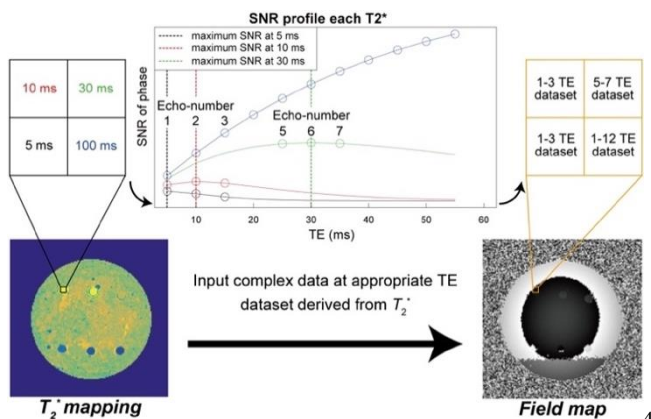 SNR profile each T2*
maximum SNR at 5 ms
maximum SNR at 10 ms
maximum SNR at 30 ms
10 ms 30 ms
5 ms 100 ms
SNR of phase
Echo-number
1 2 3
Echo-number
5 6 7
0 10 20 30 40 50 60
TE (ms)
1-3 TE dataset
5-7 TE dataset
1-3 TE dataset
1-12 TE dataset
Input complex data at appropriate TE
dataset derived from T₂*
T₂* mapping
Field map
4